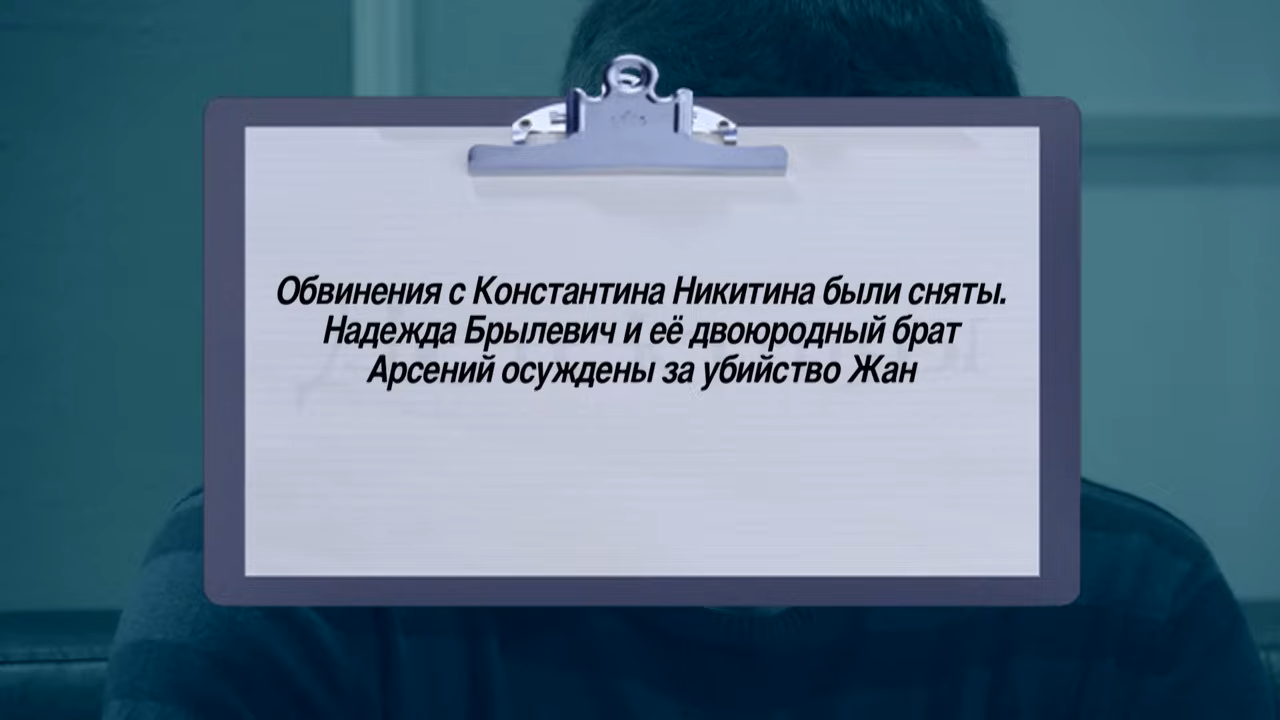 Обвинения с Константина Никитина были сняты.
Надежда Брылевич и её двоюродный брат
Арсений осуждены за убийство Жан